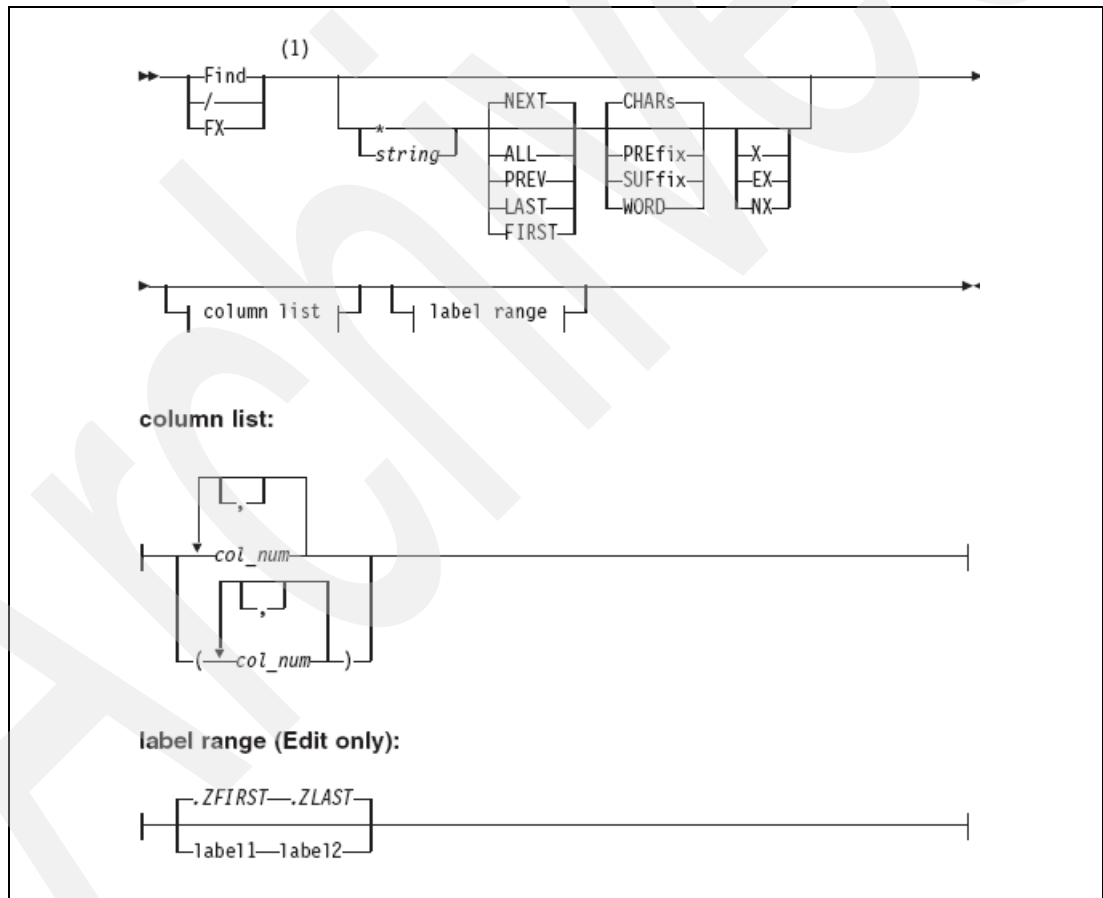 (1)
Find
/
FX
*
string
NEXT
ALL
PREV
LAST
FIRST
CHARs
PREfix
SUFfix
WORD
X
EX
NX
column list
label range
column list:
,
col_num
,
( col_num )
label range (Edit only):
.ZFIRST .ZLAST
label1 label2
Archive